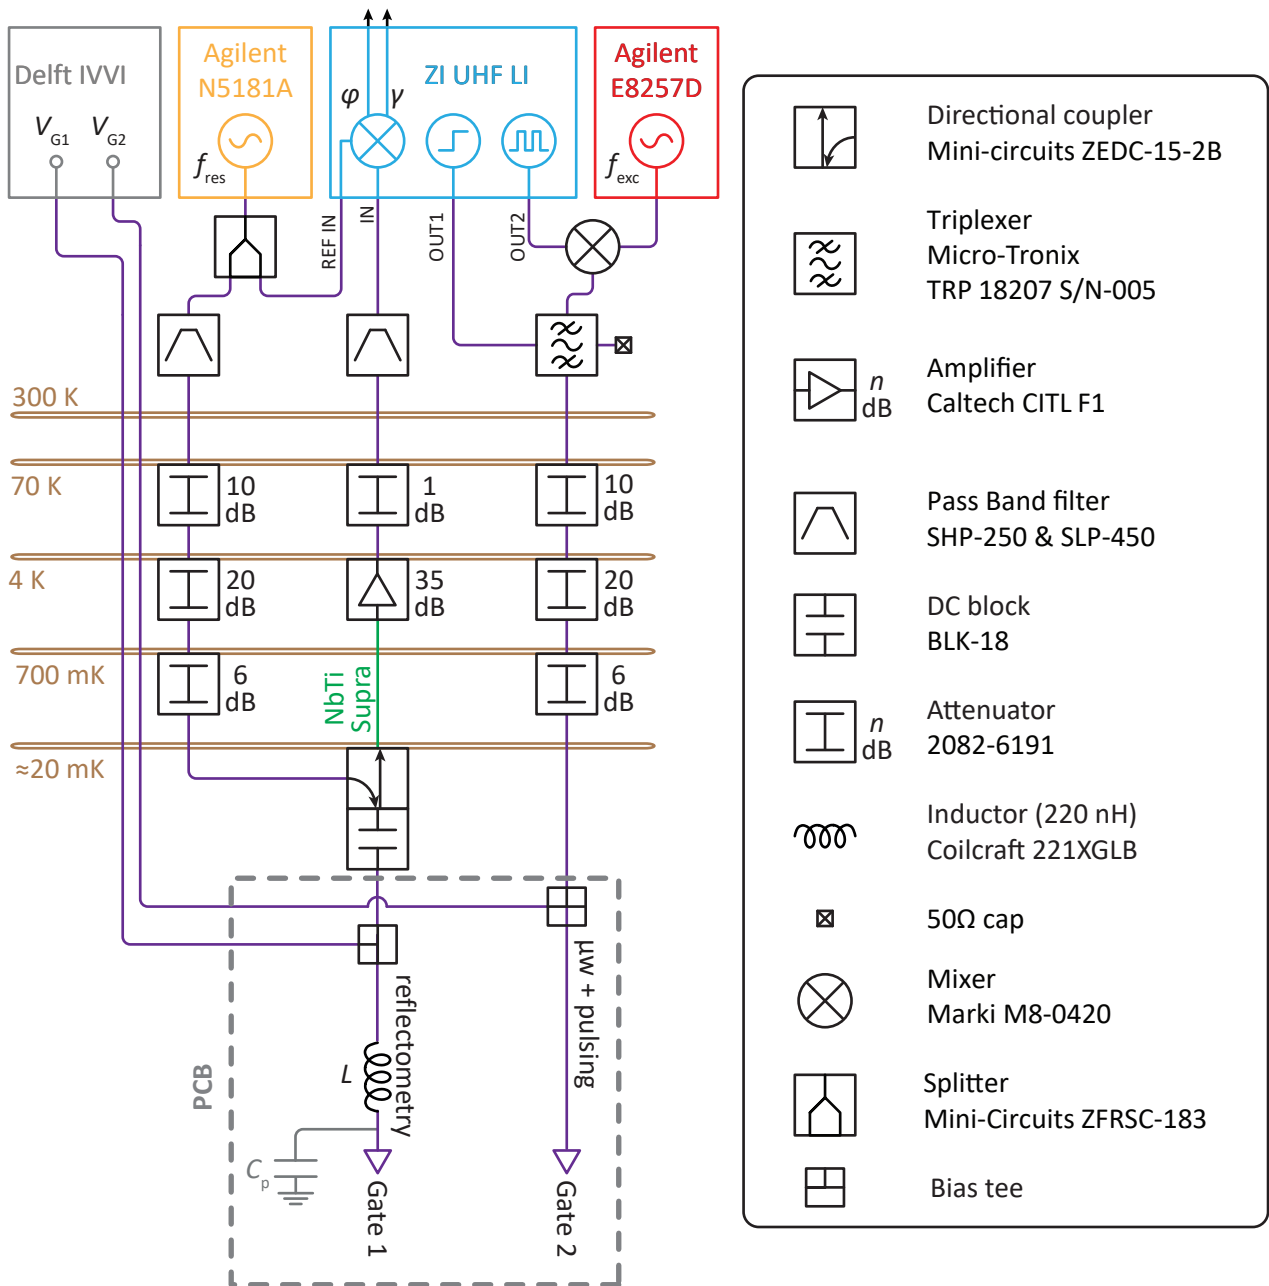 Delft IVVI
V_G1
V_G2
Agilent
N5181A
f_res
ZI UHF LI
φ
γ
Agilent
E8257D
f_exc
REF IN
IN
OUT1
OUT2
300 K
70 K
10
dB
1
dB
10
dB
4 K
20
dB
35
dB
20
dB
700 mK
6
dB
NbTi
Supra
6
dB
≈20 mK
PCB
reflectometry
μw + pulsing
L
C_p
Gate 1
Gate 2
Directional coupler
Mini-circuits ZEDC-15-2B
Triplexer
Micro-Tronix
TRP 18207 S/N-005
n
dB
Amplifier
Caltech CITL F1
Pass Band filter
SHP-250 & SLP-450
DC block
BLK-18
n
dB
Attenuator
2082-6191
Inductor (220 nH)
Coilcraft 221XGLB
50Ω cap
Mixer
Marki M8-0420
Splitter
Mini-Circuits ZFRSC-183
Bias tee